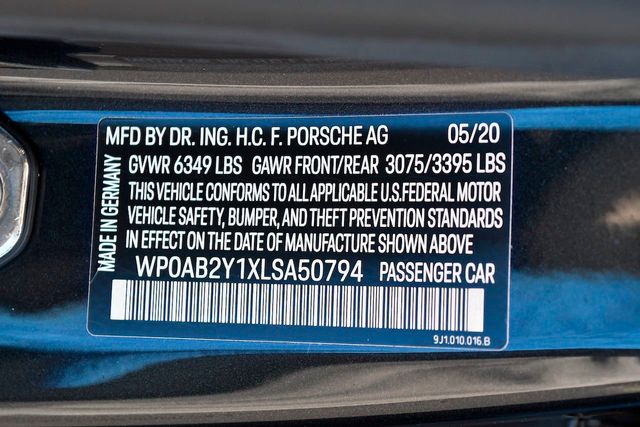 MFD BY DR. ING. H.C. F. PORSCHE AG 05/20
GVWR 6349 LBS GAWR FRONT/REAR 3075/3395 LBS
THIS VEHICLE CONFORMS TO ALL APPLICABLE U.S.FEDERAL MOTOR
VEHICLE SAFETY, BUMPER, AND THEFT PREVENTION STANDARDS
IN EFFECT ON THE DATE OF MANUFACTURE SHOWN ABOVE
MADE IN GERMANY
WP0AB2Y1XLSA50794 PASSENGER CAR
9J1.010.016.B